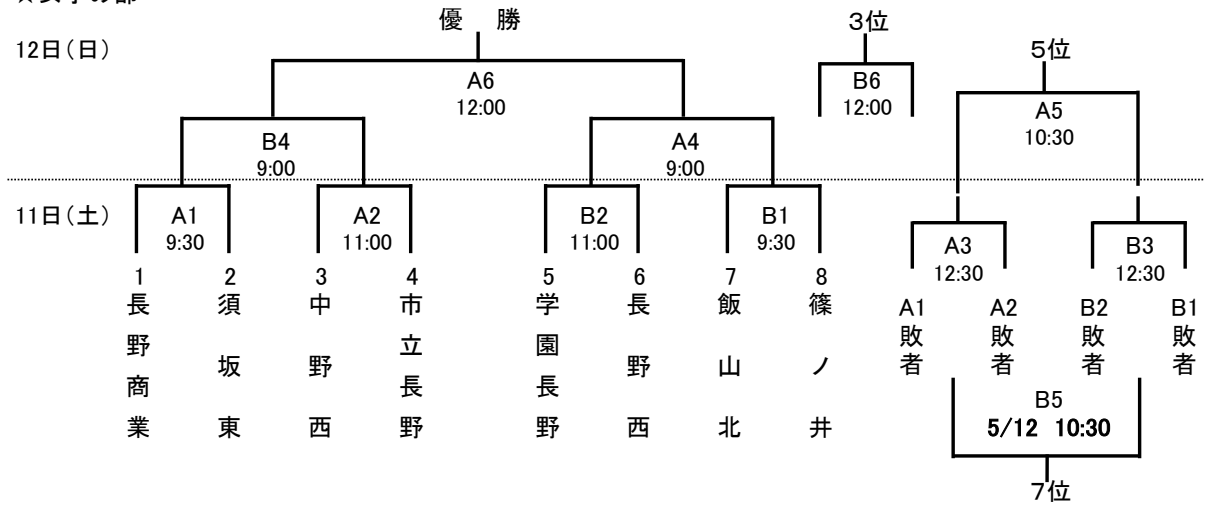 優 勝
3位
12日(日)
5位
A6
12:00
B6
12:00
A5
10:30
B4
9:00
A4
9:00
11日(土)
A1
9:30
A2
11:00
B2
11:00
B1
9:30
A3
12:30
B3
12:30
1
長野商業
2
須坂東
3
中野西
4
市立長野
5
学園長野
6
長野西
7
飯山北
8
篠ノ井
A1敗者
A2敗者
B2敗者
B1敗者
B5
5/12 10:30
7位